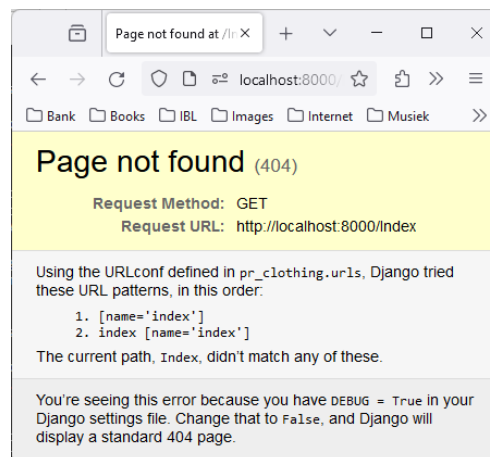 Page not found at /In
localhost:8000/
Bank Books IBL Images Internet Muziek
Page not found (404)
Request Method: GET
Request URL: http://localhost:8000/Index
Using the URLconf defined in pr_clothing.urls, Django tried
these URL patterns, in this order:
1. [name='index']
2. index [name='index']
The current path, Index, didn’t match any of these.
You’re seeing this error because you have DEBUG = True in your
Django settings file. Change that to False, and Django will
display a standard 404 page.